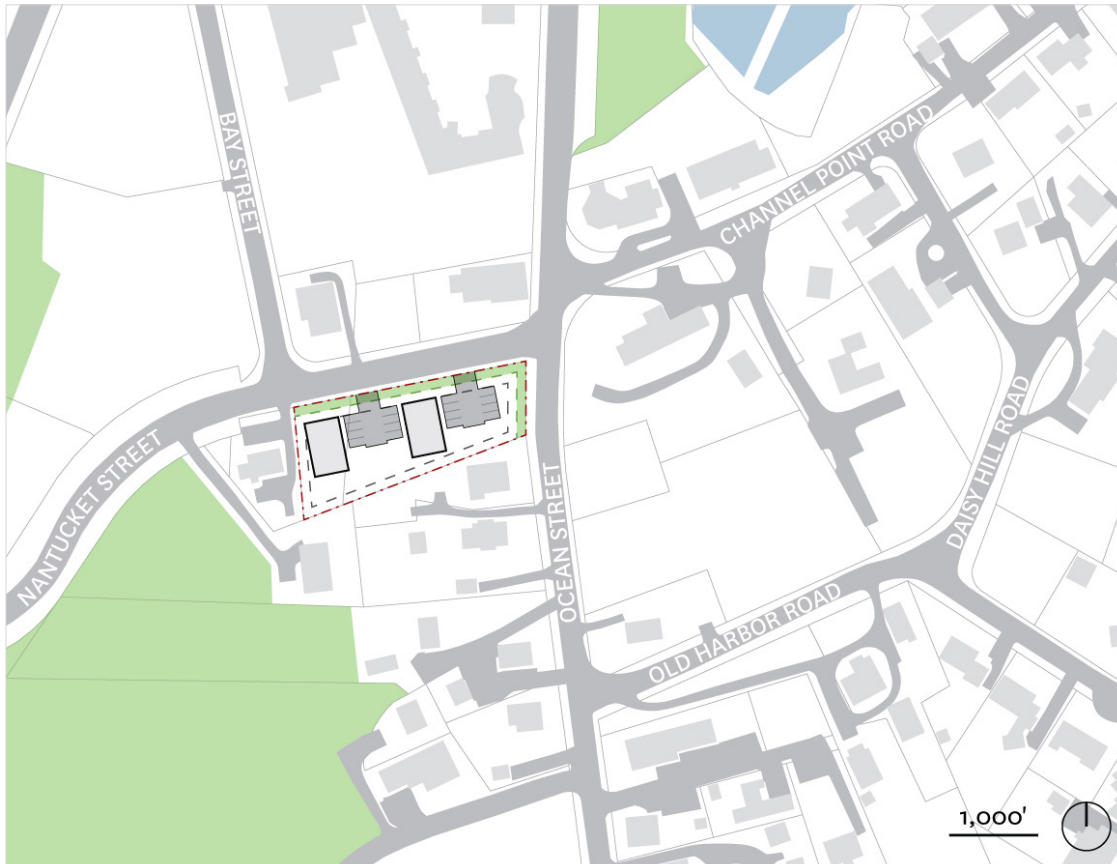 BAY STREET
CHANNEL POINT ROAD
NANTUCKET STREET
OCEAN STREET
DAISY HILL ROAD
OLD HARBOR ROAD
1,000'